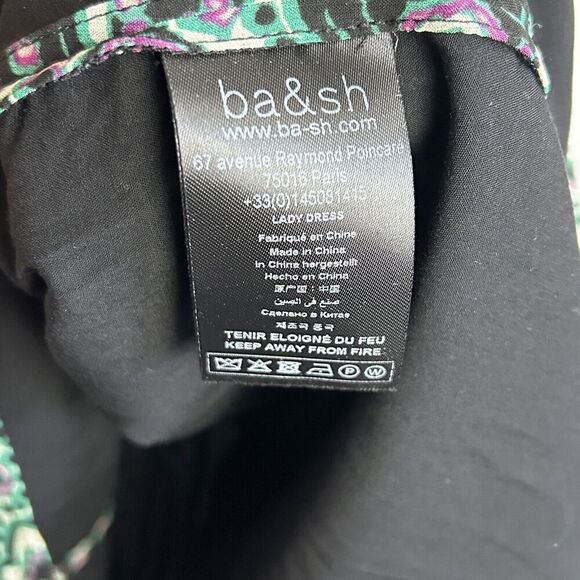 ba&sh
www.ba-sh.com
67 avenue Raymond Poincaré
75016 Paris
+33(0)145031415
LADY DRESS
Fabriqué en Chine
Made in China
In China hergestellt
Hecho en China
原产国：中国
صنع في الصين
Сделано в Китае
제조국 중국
TENIR ELOIGNÉ DU FEU
KEEP AWAY FROM FIRE
P W